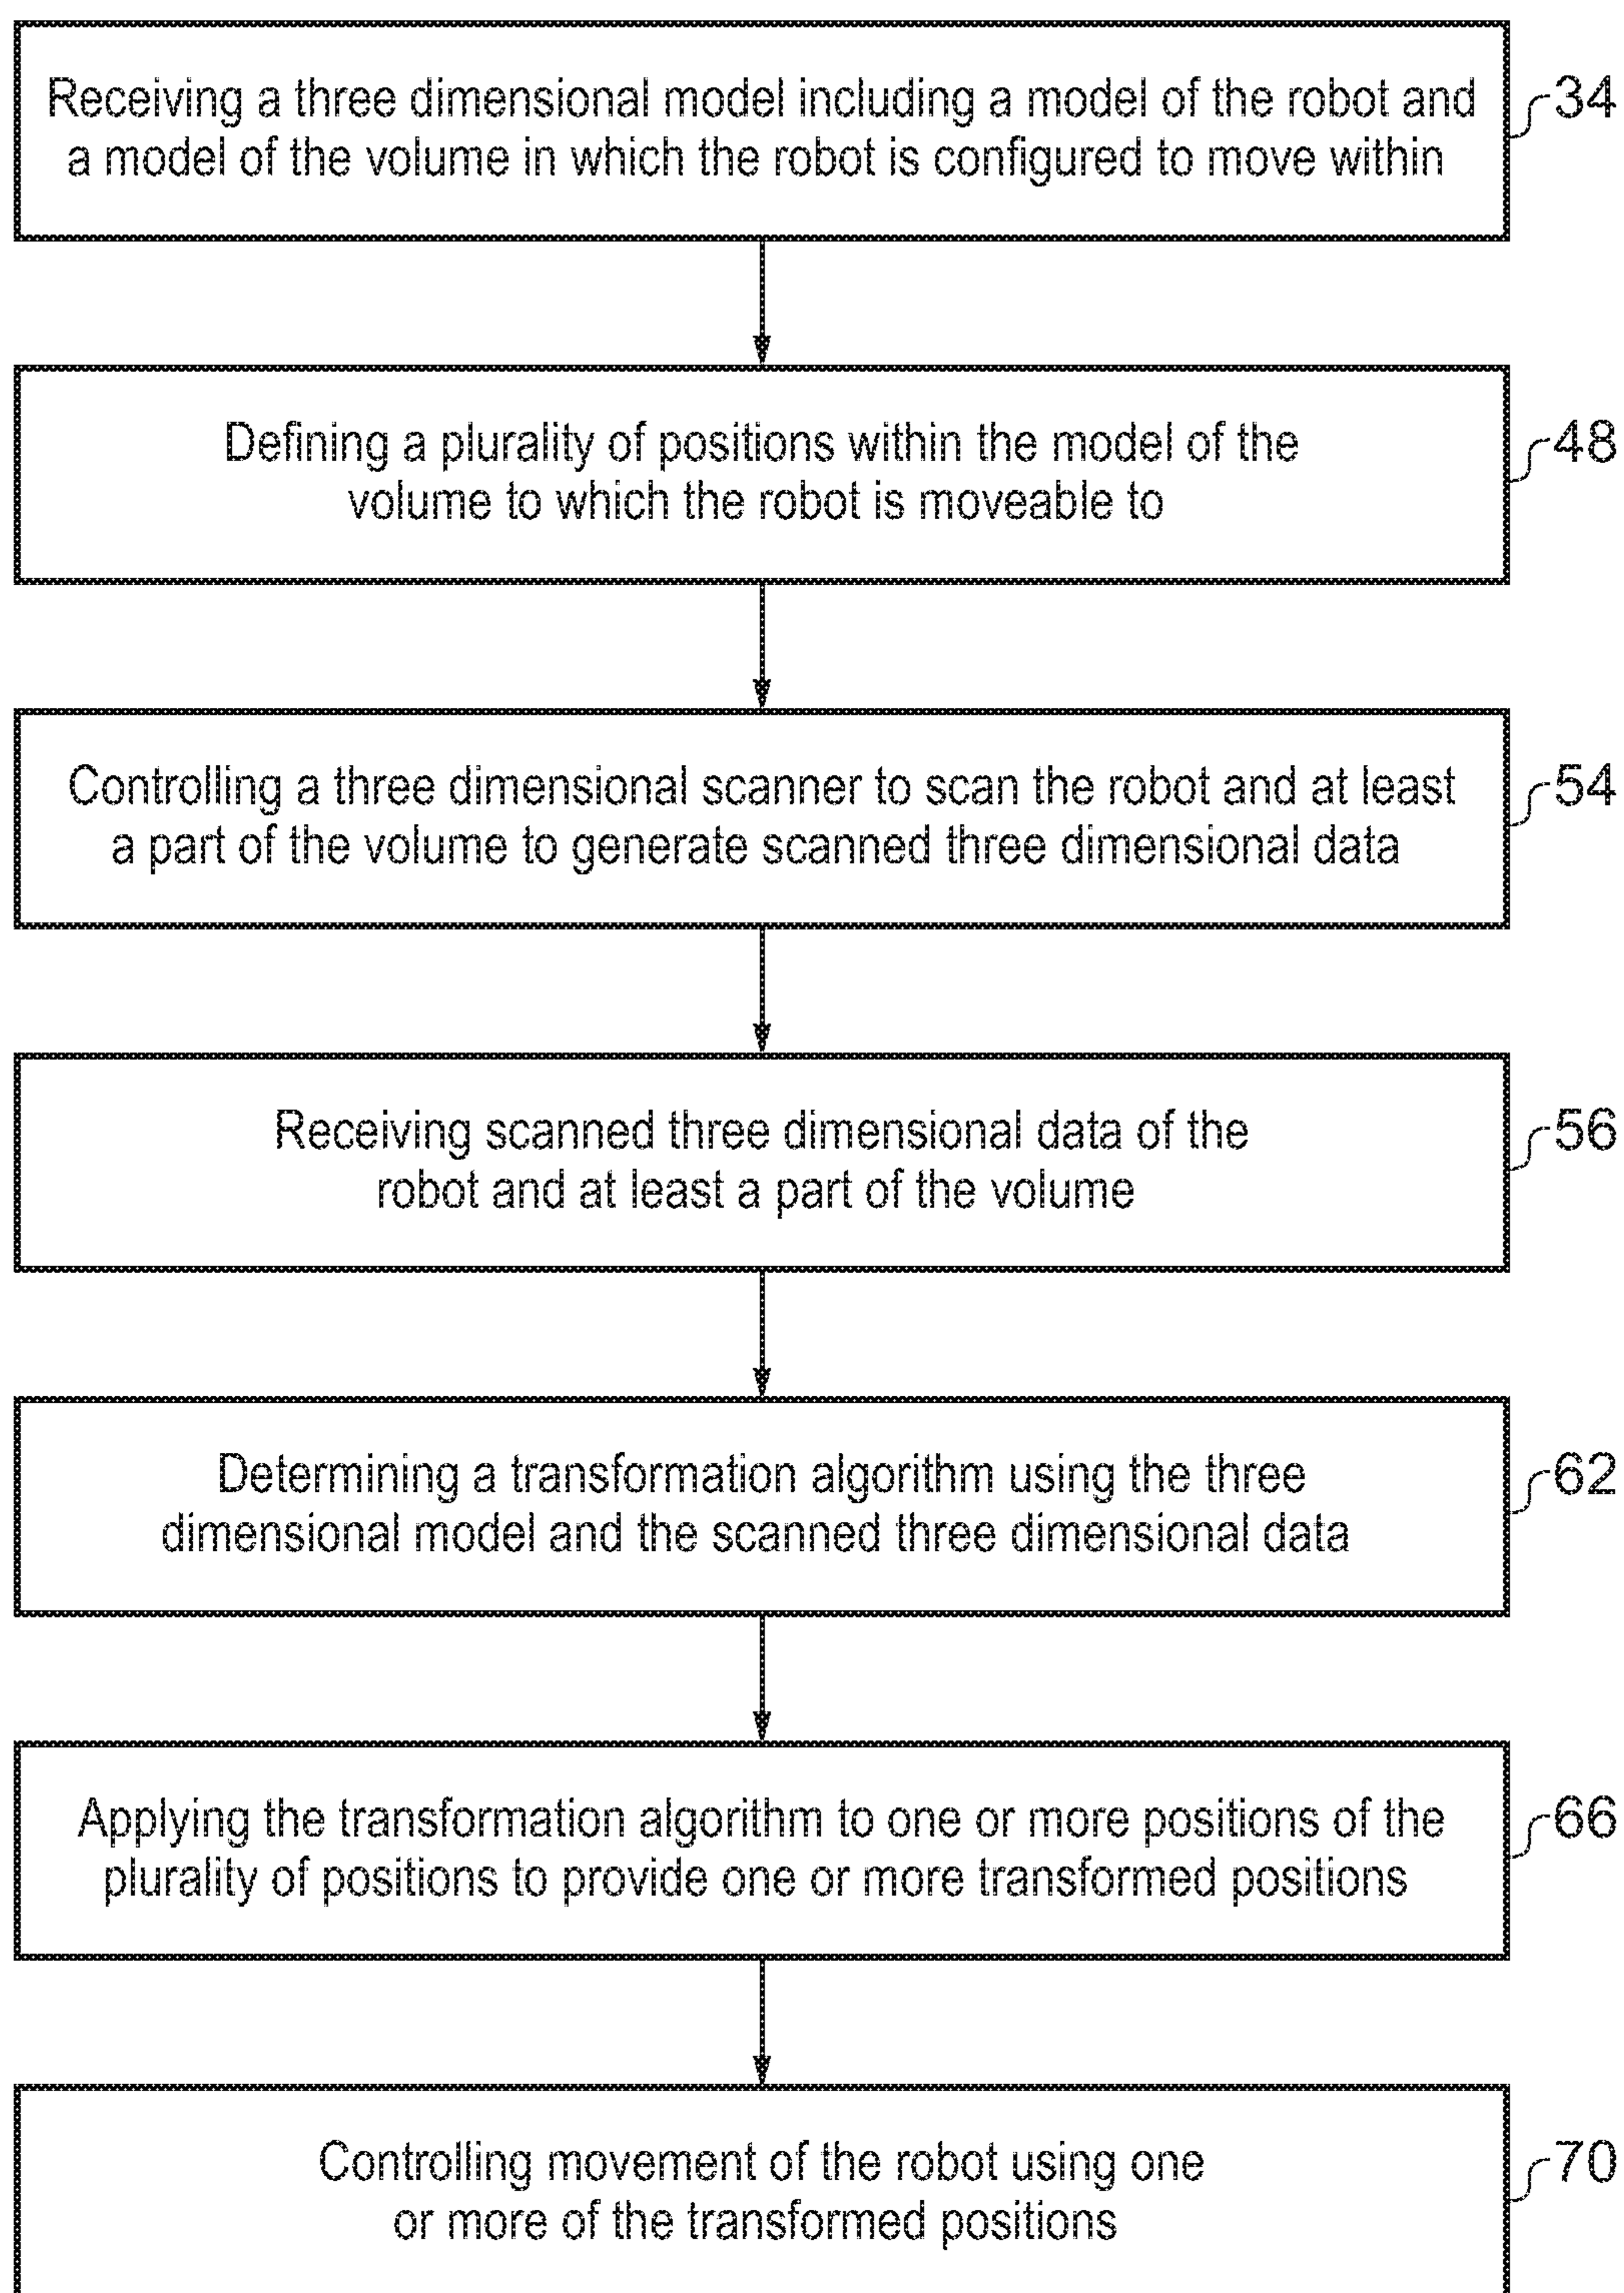 Receiving a three dimensional model including a model of the robot and
a model of the volume in which the robot is configured to move within
34
Defining a plurality of positions within the model of the
volume to which the robot is moveable to
48
Controlling a three dimensional scanner to scan the robot and at least
a part of the volume to generate scanned three dimensional data
54
Receiving scanned three dimensional data of the
robot and at least a part of the volume
56
Determining a transformation algorithm using the three
dimensional model and the scanned three dimensional data
62
Applying the transformation algorithm to one or more positions of the
plurality of positions to provide one or more transformed positions
66
Controlling movement of the robot using one
or more of the transformed positions
70